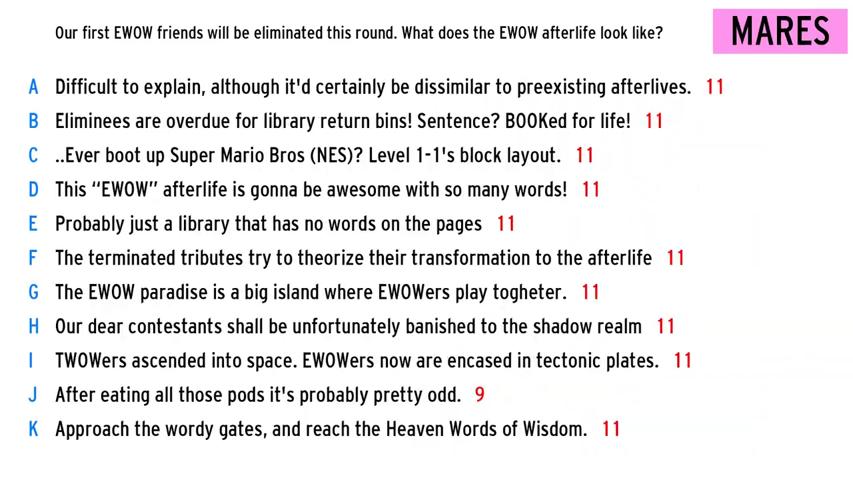 Our first EWOW friends will be eliminated this round. What does the EWOW afterlife look like?
MARES
A Difficult to explain, although it'd certainly be dissimilar to preexisting afterlives. 11
B Eliminees are overdue for library return bins! Sentence? BOOKed for life! 11
C ..Ever boot up Super Mario Bros (NES)? Level 1-1's block layout. 11
D This “EWOW” afterlife is gonna be awesome with so many words! 11
E Probably just a library that has no words on the pages 11
F The terminated tributes try to theorize their transformation to the afterlife 11
G The EWOW paradise is a big island where EWOWers play togheter. 11
H Our dear contestants shall be unfortunately banished to the shadow realm 11
I TWOWers ascended into space. EWOWers now are encased in tectonic plates. 11
J After eating all those pods it's probably pretty odd. 9
K Approach the wordy gates, and reach the Heaven Words of Wisdom. 11